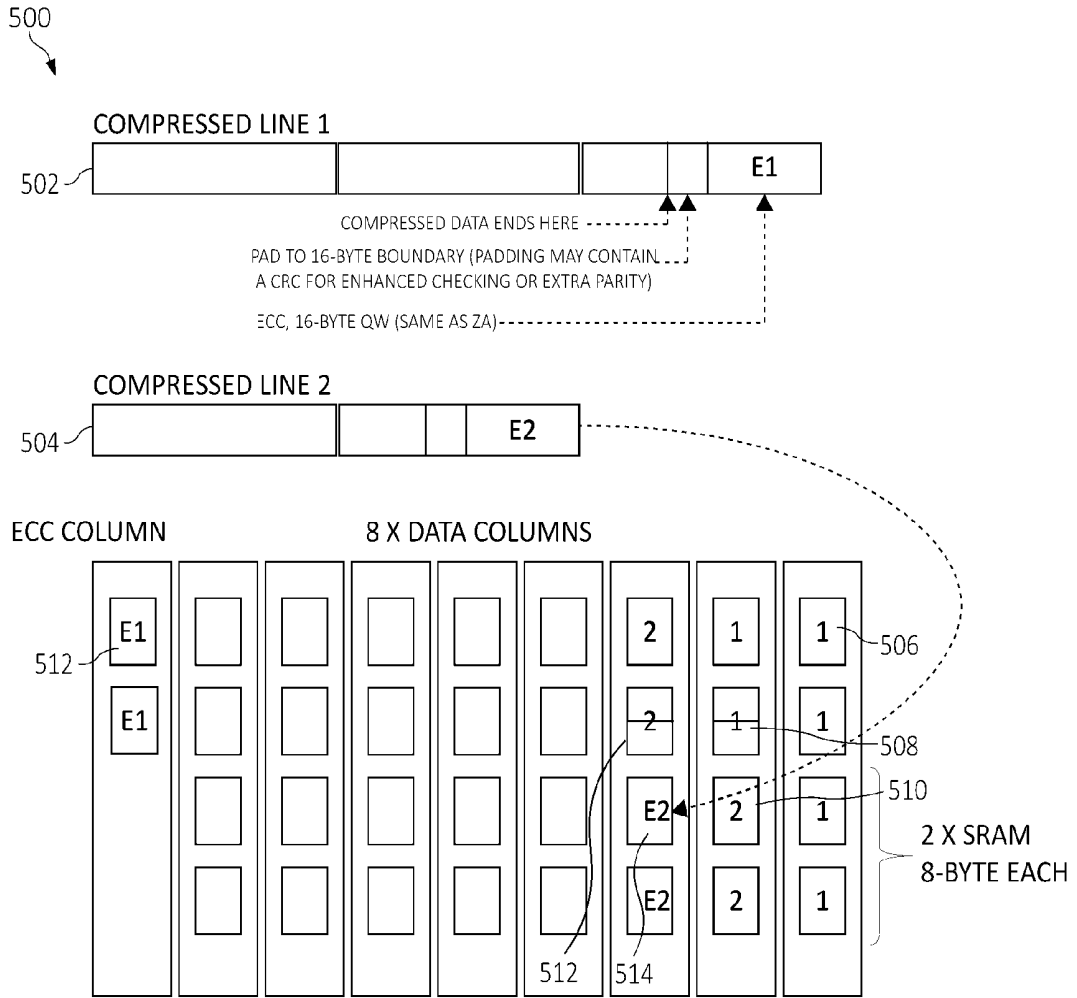 500
COMPRESSED LINE 1
502
E1
COMPRESSED DATA ENDS HERE
PAD TO 16-BYTE BOUNDARY (PADDING MAY CONTAIN
A CRC FOR ENHANCED CHECKING OR EXTRA PARITY)
ECC, 16-BYTE QW (SAME AS ZA)
COMPRESSED LINE 2
504
E2
ECC COLUMN 8 X DATA COLUMNS
E1 2 1 1 506
512
E1 2 1 1 508
E2 2 1 510
2 X SRAM
8-BYTE EACH
E2 2 1
512 514